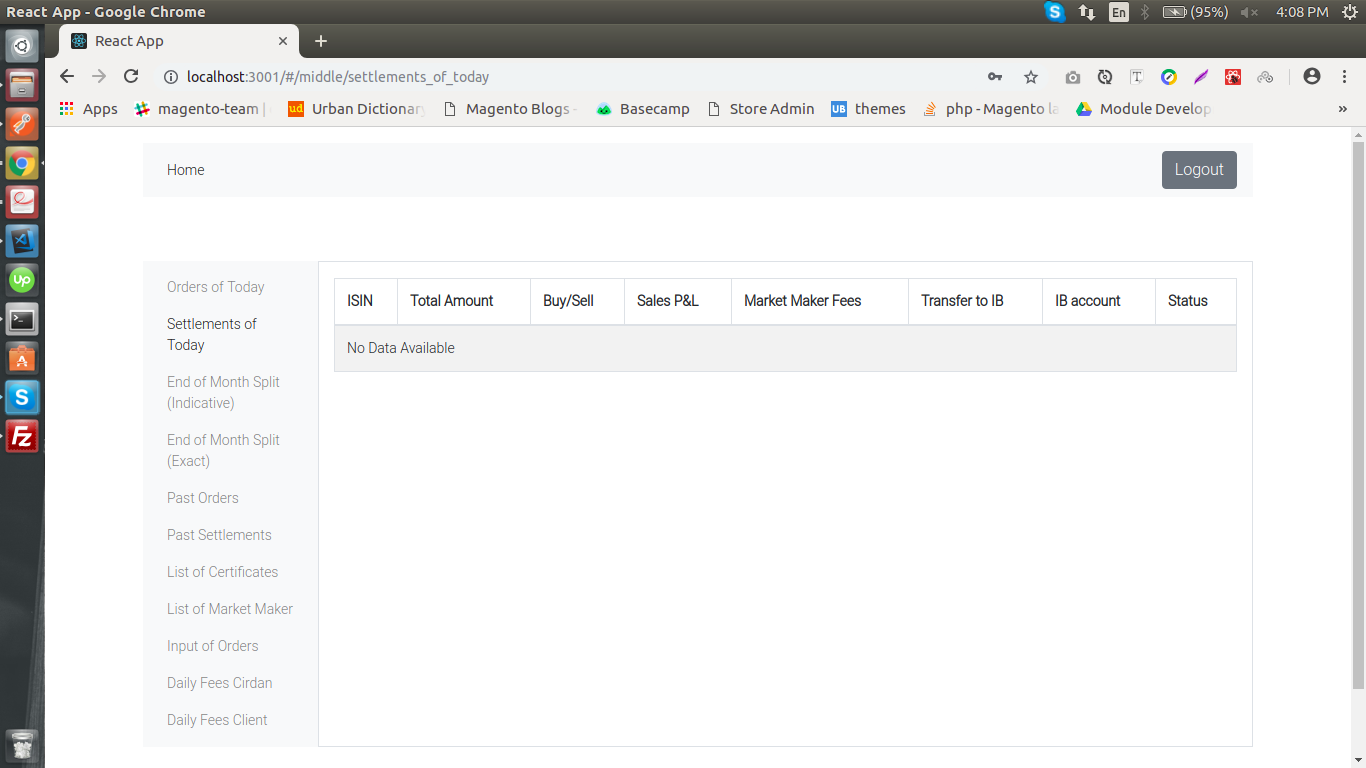 React App - Google Chrome
En
(95%)
4:08 PM
React App
localhost:3001/#/middle/settlements_of_today
Apps
magento-team |
ud
Urban Dictionar
Magento Blogs -
Basecamp
Store Admin
UB
themes
php - Magento la
Module Develop
»
Home
Logout
Orders of Today
Settlements of
Today
End of Month Split
(Indicative)
End of Month Split
(Exact)
Past Orders
Past Settlements
List of Certificates
List of Market Maker
Input of Orders
Daily Fees Cirdan
Daily Fees Client
ISIN Total Amount Buy/Sell Sales P&L Market Maker Fees Transfer to IB IB account Status
No Data Available
Up
S
Fz